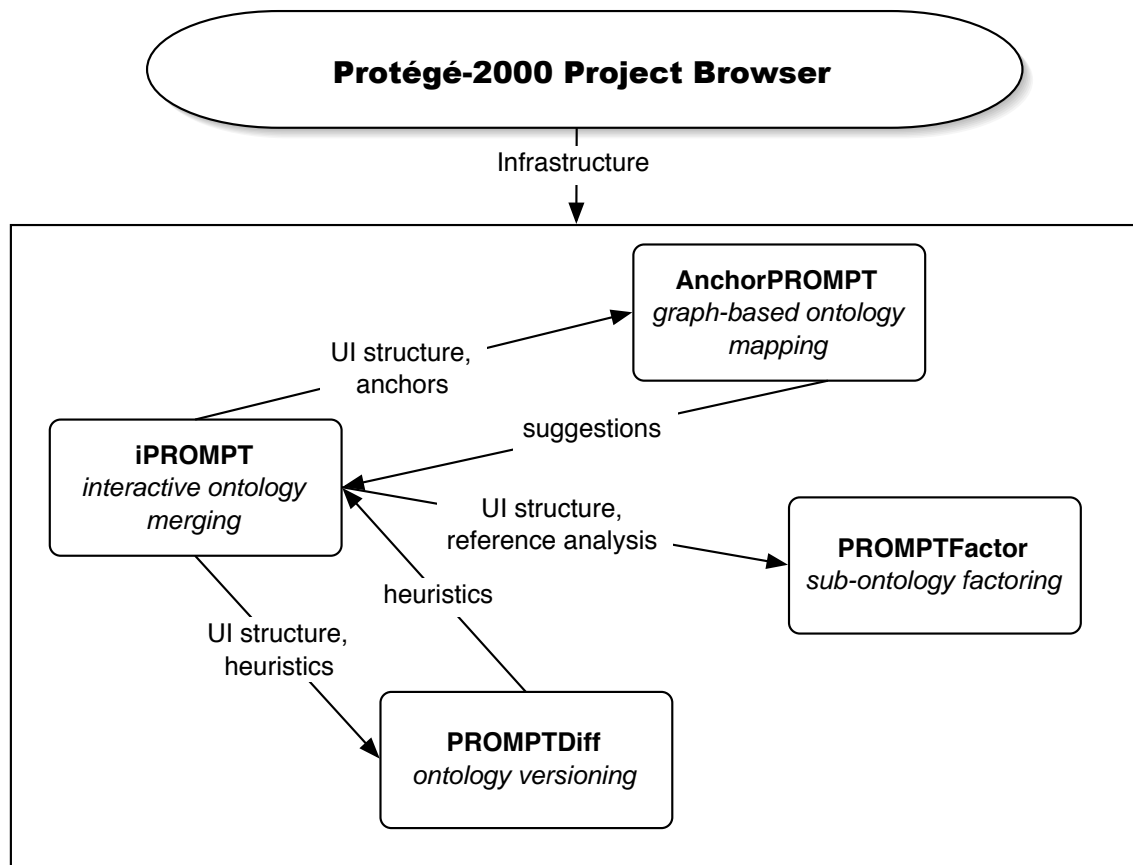 Protégé-2000 Project Browser
Infrastructure
AnchorPROMPT
graph-based ontology
mapping
UI structure,
anchors
suggestions
iPROMPT
interactive ontology
merging
UI structure,
reference analysis
PROMPTFactor
sub-ontology factoring
heuristics
UI structure,
heuristics
PROMPTDiff
ontology versioning